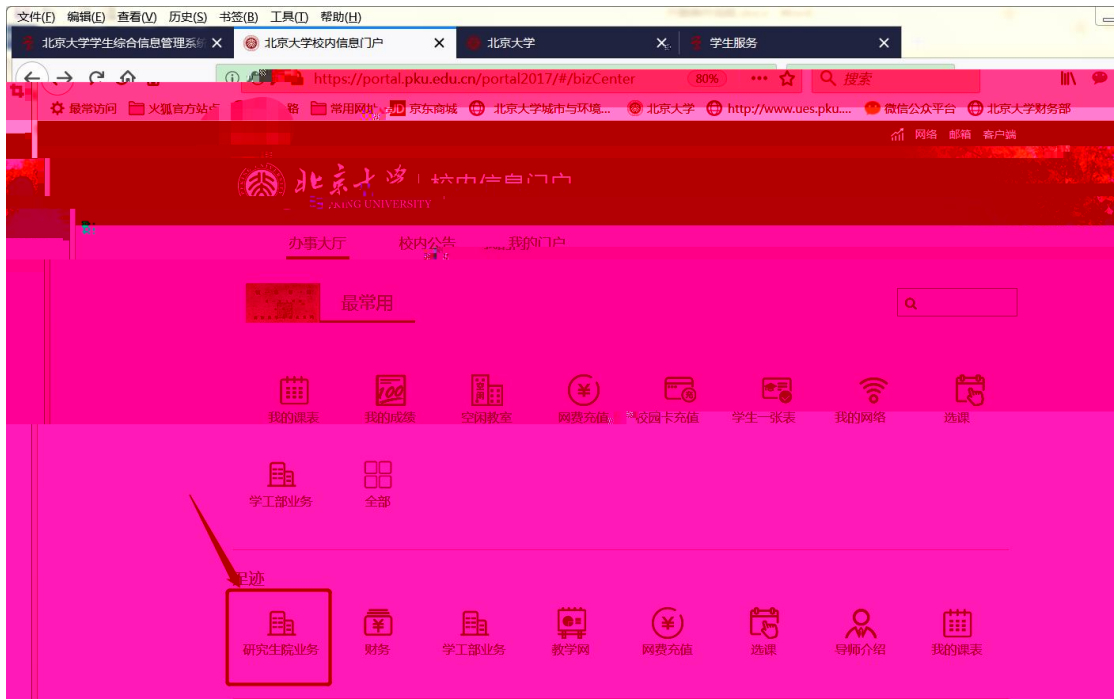 文件(F) 编辑(E) 查看(V) 历史(S) 书签(B) 工具(T) 帮助(H)
北京大学学生综合信息管理系统 北京大学校内信息门户 北京大学 学生服务
https://portal.pku.edu.cn/portal2017/#/bizCenter 80% 搜索
最常访问 火狐官方站点 常用网址 JD 京东商城 北京大学城市与环境... 北京大学 http://www.ues.pku.... 微信公众平台 北京大学财务部
网络 邮箱 客户端
北京大学 校内信息门户
PEKING UNIVERSITY
办事大厅 校内公告 我的门户
最常用
我的课表 我的成绩 空闲教室 网费充值 校园卡充值 学生一张表 我的网络 选课
学工部业务 全部
足迹
研究生院业务 财务 学工部业务 教学网 网费充值 选课 导师介绍 我的课表